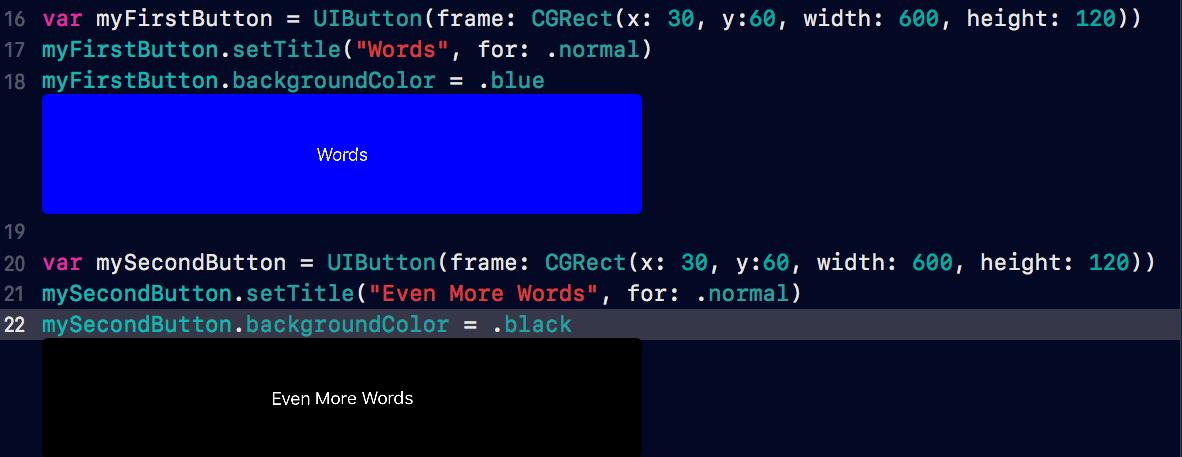 16 var myFirstButton = UIButton(frame: CGRect(x: 30, y:60, width: 600, height: 120))
17 myFirstButton.setTitle("Words", for: .normal)
18 myFirstButton.backgroundColor = .blue
Words
19
20 var mySecondButton = UIButton(frame: CGRect(x: 30, y:60, width: 600, height: 120))
21 mySecondButton.setTitle("Even More Words", for: .normal)
22 mySecondButton.backgroundColor = .black
Even More Words